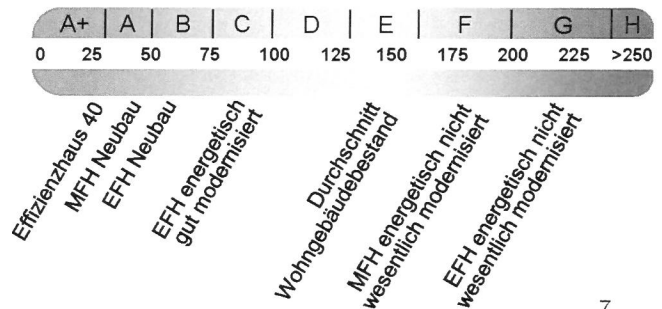 A+ | A | B | C | D | E | F | G | H
0 25 50 75 100 125 150 175 200 225 >250
Effizienzhaus 40
MFH Neubau
EFH Neubau
EFH energetisch
gut modernisiert
Durchschnitt
Wohngebäudebestand
MFH energetisch nicht
wesentlich modernisiert
EFH energetisch nicht
wesentlich modernisiert
7